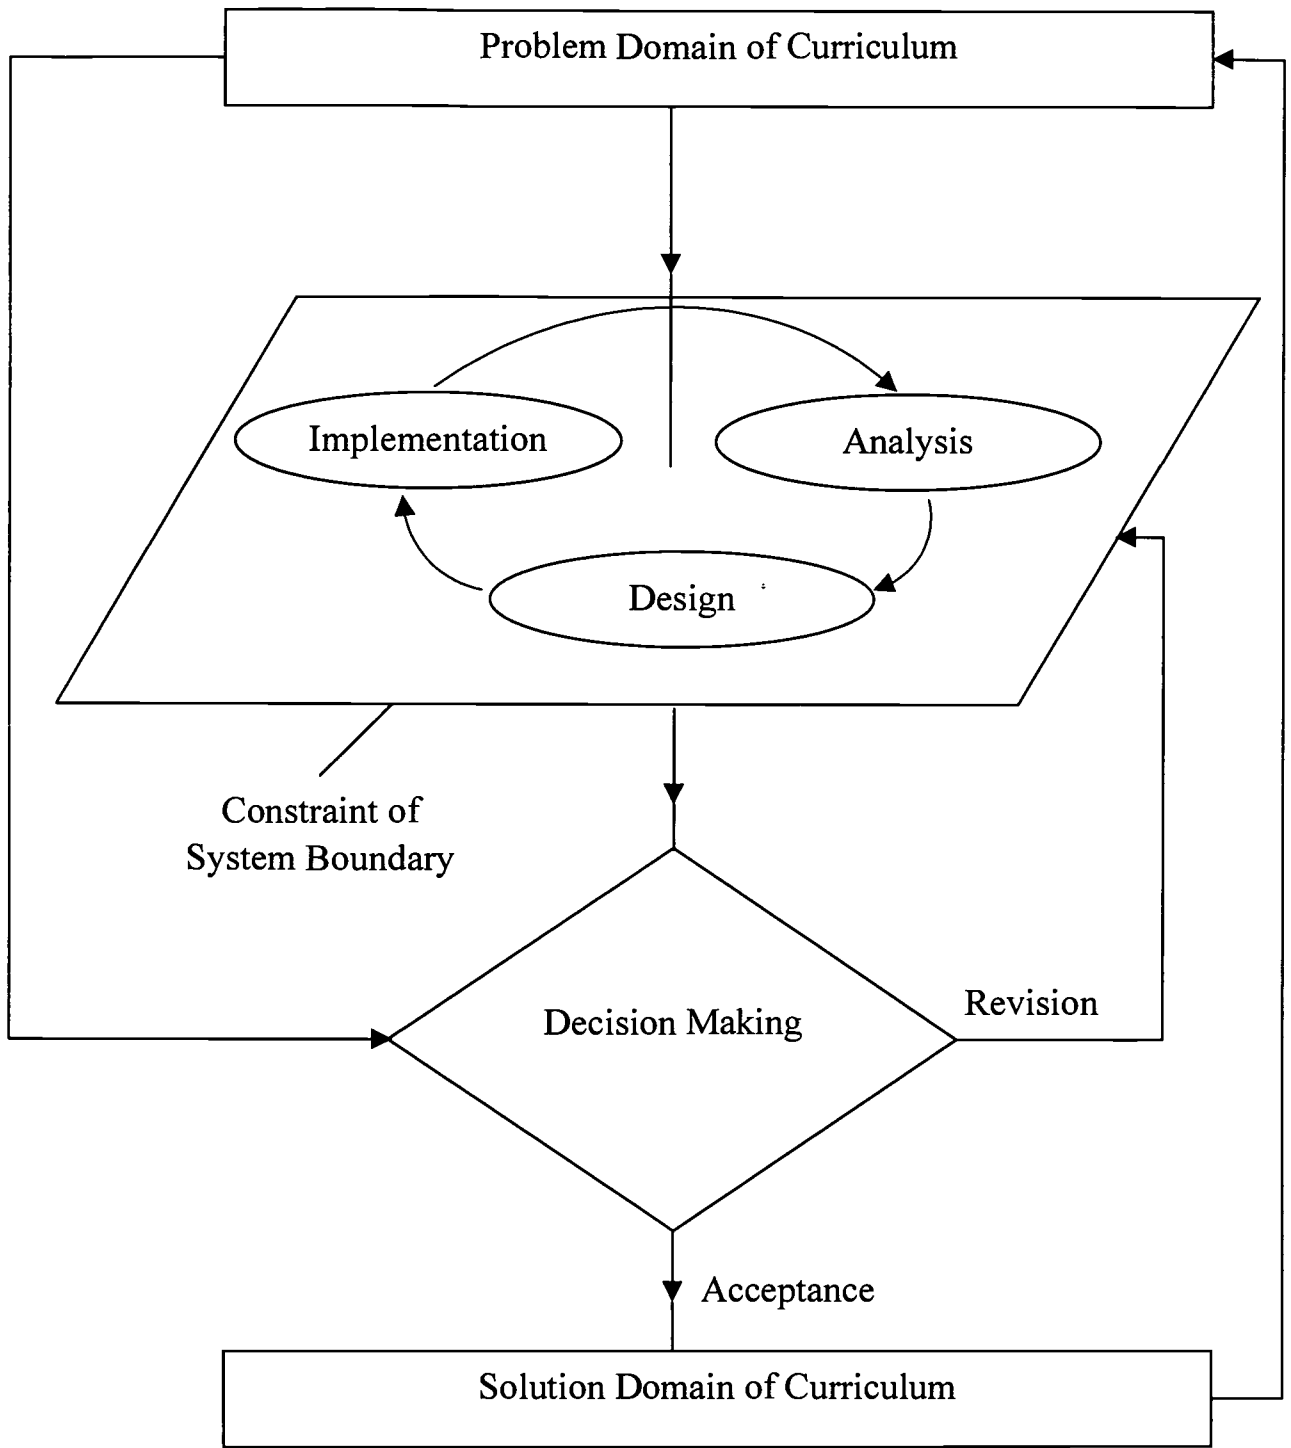 Problem Domain of Curriculum
Implementation
Analysis
Design
Constraint of
System Boundary
Decision Making
Revision
Acceptance
Solution Domain of Curriculum